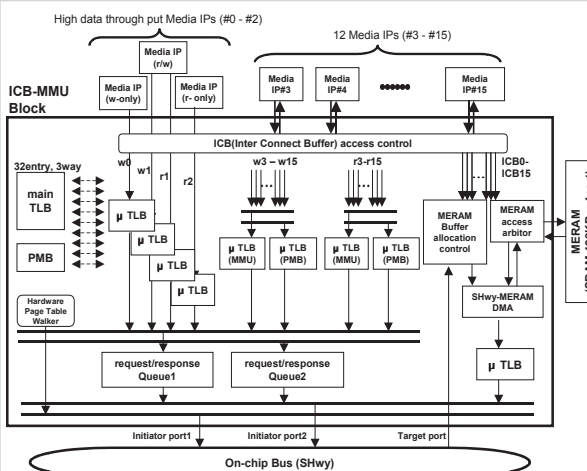 High data through put Media IPs (#0 - #2)
12 Media IPs (#3 - #15)
Media IP
(r/w)
Media IP
(w-only)
Media IP
(r- only)
Media
IP#3
Media
IP#4
Media
IP#15
ICB-MMU
Block
ICB(Inter Connect Buffer) access control
32entry, 3way
w0
w1
r1
r2
w3 – w15
r3-r15
ICB0-
ICB15
main
TLB
PMB
µ TLB
µ TLB
µ TLB
µ TLB
µ TLB
(MMU)
µ TLB
(PMB)
µ TLB
(MMU)
µ TLB
(PMB)
MERAM
Buffer
allocation
control
MERAM
access
arbitor
MERAM
SHwy-MERAM
DMA
Hardware
Page Table
Walker
µ TLB
request/response
Queue1
request/response
Queue2
Initiator port1
Initiator port2
Target port
On-chip Bus (SHwy)